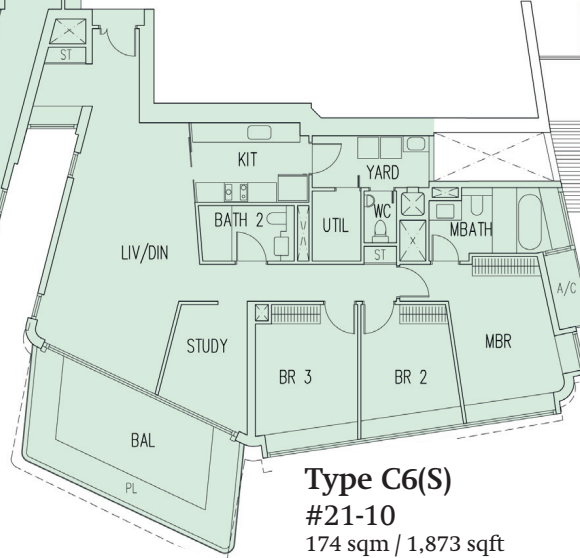 ST
KIT
YARD
BATH 2
UTIL
WC
MBATH
LIV/DIN
ST
A/C
STUDY
MBR
BR 3
BR 2
BAL
PL
Type C6(S)
#21-10
174 sqm / 1,873 sqft